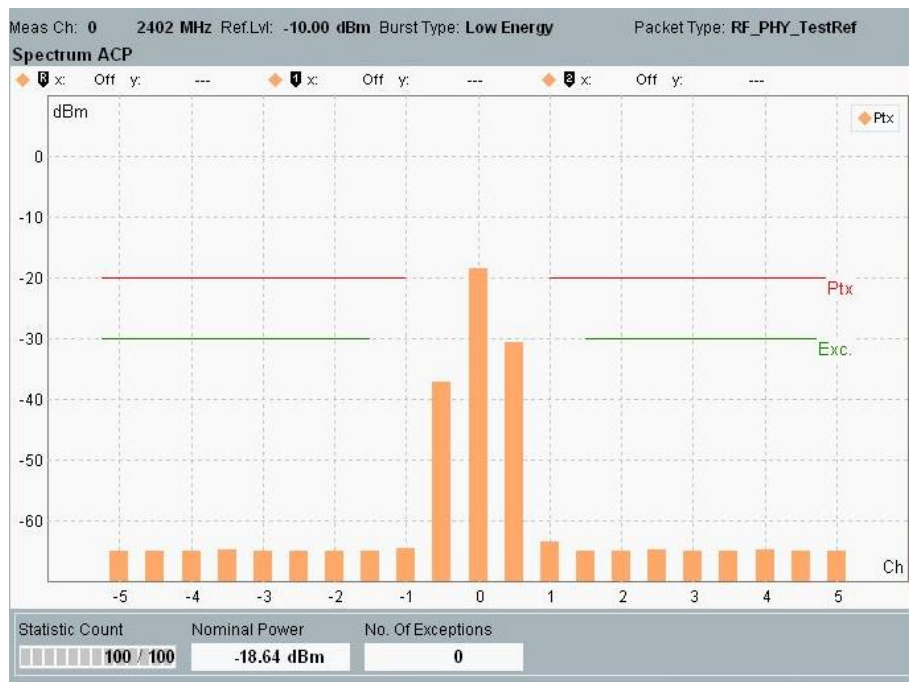 Meas Ch: 0 2402 MHz Ref.Lvl: -10.00 dBm Burst Type: Low Energy Packet Type: RF_PHY_TestRef
Spectrum ACP
R x: Off y: --- 1 x: Off y: --- 2 x: Off y: ---
dBm
Ptx
0
-10
-20
Ptx
-30
Exc.
-40
-50
-60
Ch
-5 -4 -3 -2 -1 0 1 2 3 4 5
Statistic Count Nominal Power No. Of Exceptions
100 / 100 -18.64 dBm 0